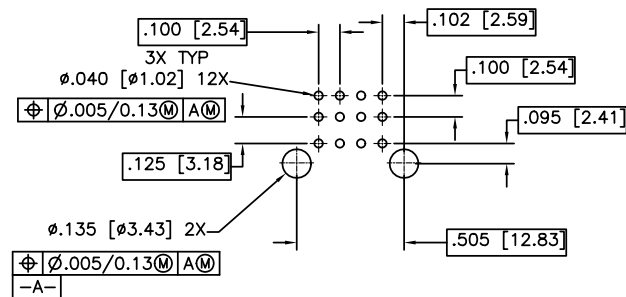 .100 [2.54]
.102 [2.59]
3X TYP
ø.040 [ø1.02] 12X
.100 [2.54]
⌖ Ø.005/0.13Ⓜ AⓂ
.095 [2.41]
.125 [3.18]
ø.135 [ø3.43] 2X
.505 [12.83]
⌖ Ø.005/0.13Ⓜ AⓂ
-A-